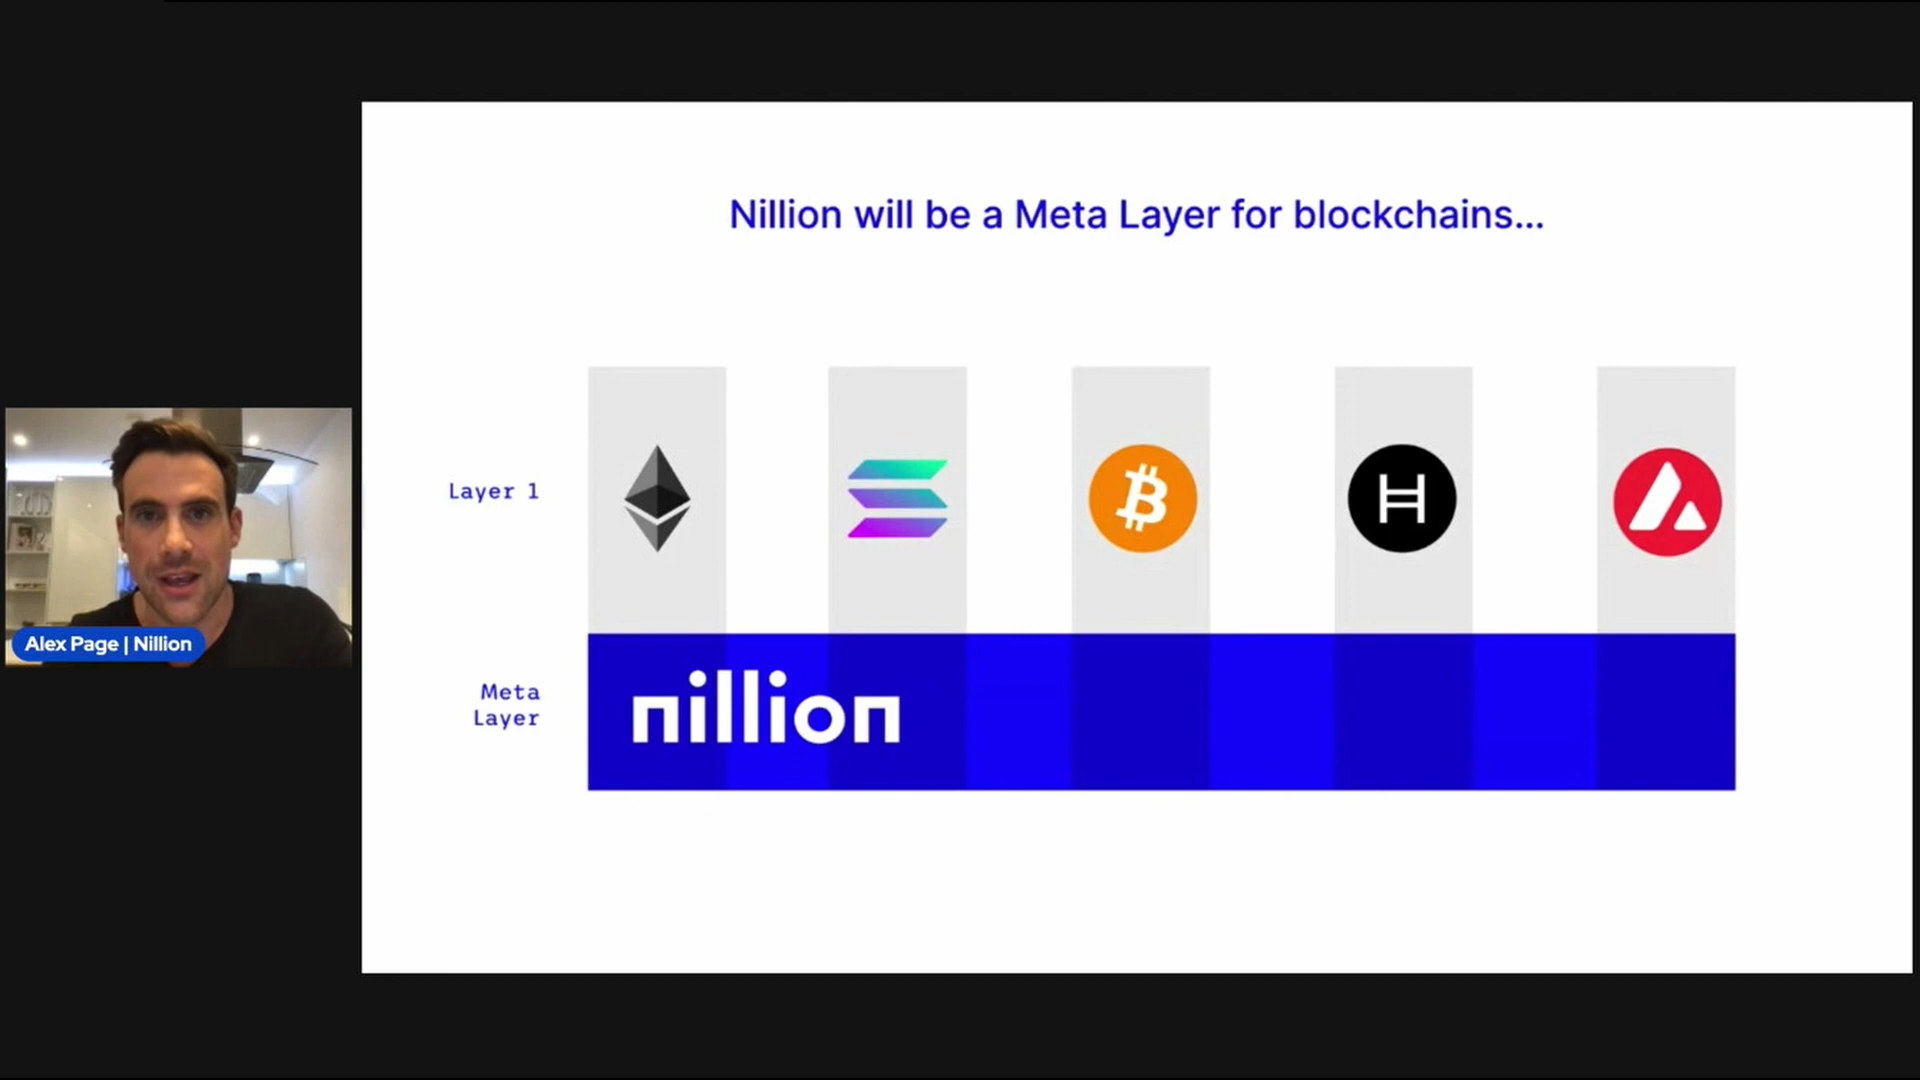 Nillion will be a Meta Layer for blockchains...
Layer 1
Alex Page | Nillion
Meta
Layer
nillion